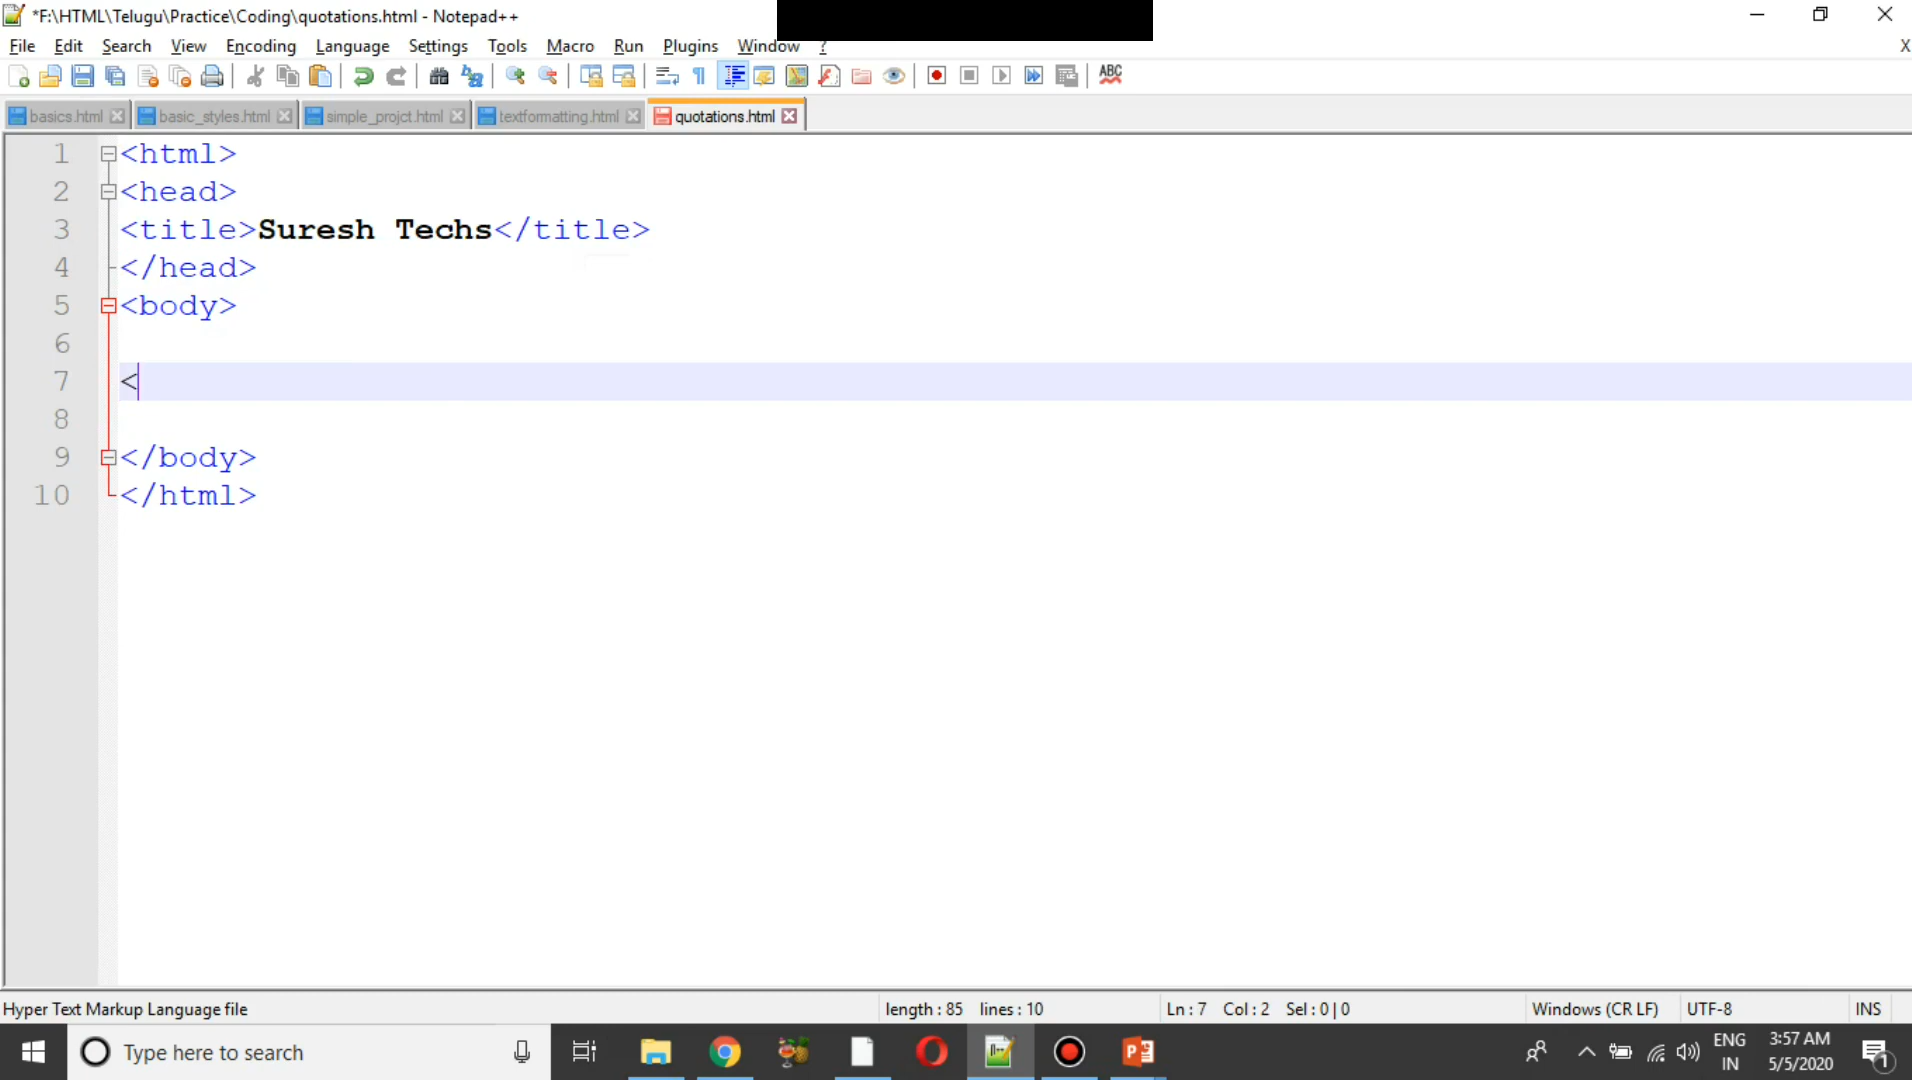 *F:\HTML\Telugu\Practice\Coding\quotations.html - Notepad++
File Edit Search View Encoding Language Settings Tools Macro Run Plugins Window ? X
ABC
basics.html basic_styles.html simple_projct.html textformatting.html quotations.html
1 <html>
2 <head>
3 <title>Suresh Techs</title>
4 </head>
5 <body>
6
7 <
8
9 </body>
10 </html>
Hyper Text Markup Language file length : 85 lines : 10 Ln : 7 Col : 2 Sel : 0 | 0 Windows (CR LF) UTF-8 INS
Type here to search
ENG
IN
3:57 AM
5/5/2020
1